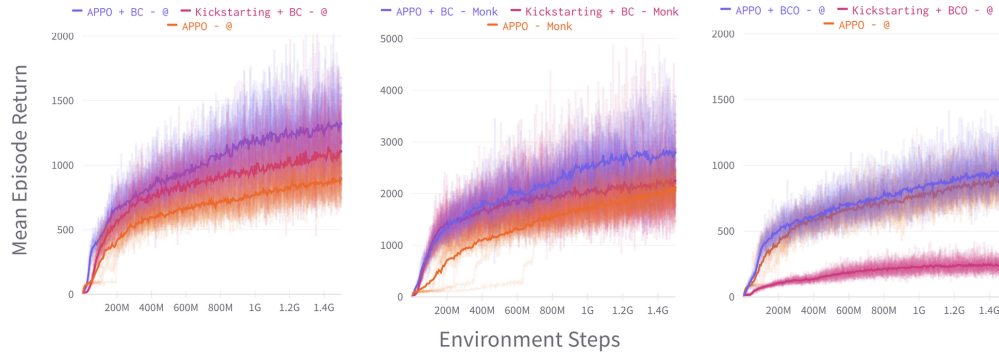 APPO + BC - @ Kickstarting + BC - @
APPO - @
APPO + BC - Monk Kickstarting + BC - Monk
APPO - Monk
APPO + BCO - @ Kickstarting + BCO - @
APPO - @
Mean Episode Return
2000
1500
1000
500
0
200M 400M 600M 800M 1G 1.2G 1.4G
5000
4000
3000
2000
1000
0
200M 400M 600M 800M 1G 1.2G 1.4G
2000
1500
1000
500
0
200M 400M 600M 800M 1G 1.2G 1.4G
Environment Steps